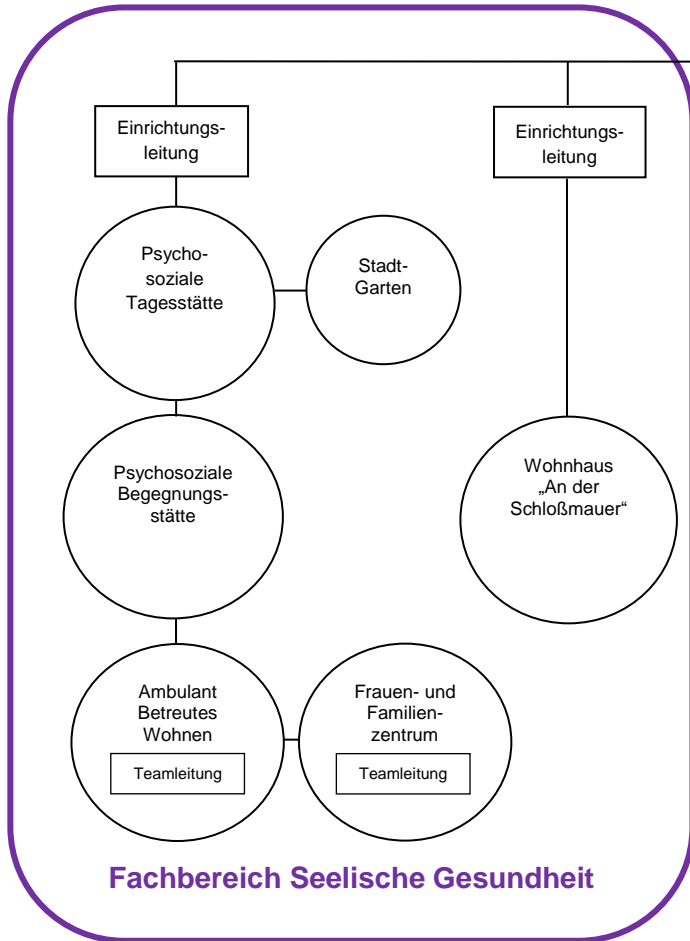 Einrichtungs-
leitung
Einrichtungs-
leitung
Psycho-
soziale
Tagesstätte
Stadt-
Garten
Psychosoziale
Begegnungs-
stätte
Wohnhaus
„An der
Schloßmauer“
Ambulant
Betreutes
Wohnen
Teamleitung
Frauen- und
Familien-
zentrum
Teamleitung
Fachbereich Seelische Gesundheit